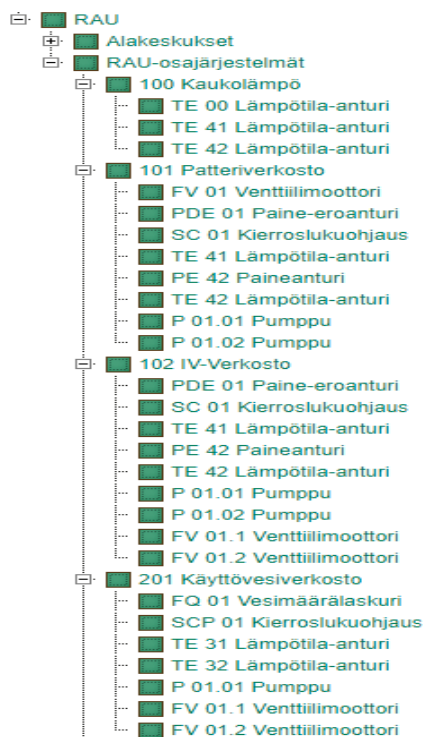 RAU
Alakeskukset
RAU-osajärjestelmät
100 Kaukolämpö
TE 00 Lämpötila-anturi
TE 41 Lämpötila-anturi
TE 42 Lämpötila-anturi
101 Patteriverkosto
FV 01 Venttiilimoottori
PDE 01 Paine-eroanturi
SC 01 Kierroslukuohjaus
TE 41 Lämpötila-anturi
PE 42 Paineanturi
TE 42 Lämpötila-anturi
P 01.01 Pumppu
P 01.02 Pumppu
102 IV-Verkosto
PDE 01 Paine-eroanturi
SC 01 Kierroslukuohjaus
TE 41 Lämpötila-anturi
PE 42 Paineanturi
TE 42 Lämpötila-anturi
P 01.01 Pumppu
P 01.02 Pumppu
FV 01.1 Venttiilimoottori
FV 01.2 Venttiilimoottori
201 Käyttövesiverkosto
FQ 01 Vesimäärälaskuri
SCP 01 Kierroslukuohjaus
TE 31 Lämpötila-anturi
TE 32 Lämpötila-anturi
P 01.01 Pumppu
FV 01.1 Venttiilimoottori
FV 01.2 Venttiilimoottori